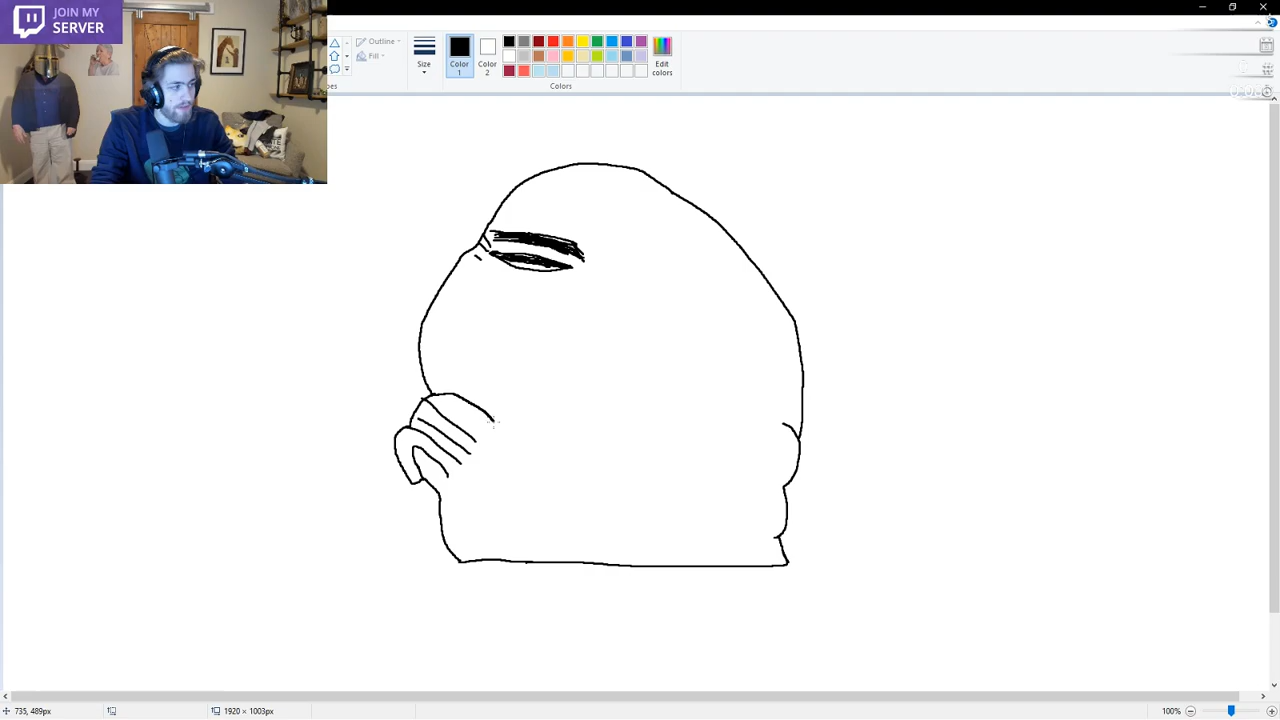 JOIN MY
SERVER
Outline
Fill
Size
Color
1
Color
2
Edit
colors
Colors
735, 489px
1920 × 1003px
100%